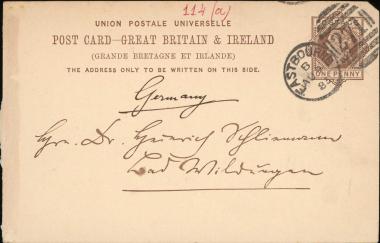 114 (a)
UNION POSTALE UNIVERSELLE
POST CARD—GREAT BRITAIN & IRELAND
(GRANDE BRETAGNE ET IRLANDE)
THE ADDRESS ONLY TO BE WRITTEN ON THIS SIDE.
EASTBOURNE
ONE PENNY
Germany
Hrn. Dr. Heinrich Schliemann
Bad Wildungen